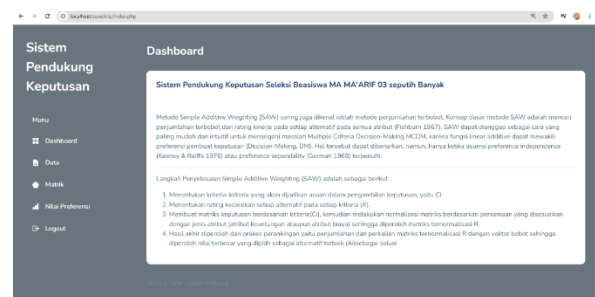 localhost/sawntrip/index.php
Sistem
Pendukung
Keputusan
Menu
Dashboard
Data
Matrik
Nilai Preferensi
Logout
Dashboard
Sistem Pendukung Keputusan Seleksi Beasiswa MA MA'ARIF 03 seputih Banyak
Metode Simple Additive Weighting (SAW) sering juga dikenal istilah metode penjumlahan terbobot. Konsep dasar metode SAW adalah mencari
penjumlahan terbobot dari rating kinerja pada setiap alternatif pada semua atribut (Fishburn 1967). SAW dapat dianggap sebagai cara yang
paling mudah dan intuitif untuk menangani masalah Multiple Criteria Decision-Making MCDM, karena fungsi linear additive dapat mewakili
preferensi pembuat keputusan (Decision-Making, DM). Hal tersebut dapat dibenarkan, namun, hanya ketika asumsi preference independence
(Keeney & Raiffa 1976) atau preference separability (Gorman 1968) terpenuhi.
Langkah Penyelesaian Simple Additive Weighting (SAW) adalah sebagai berikut :
1. Menentukan kriteria-kriteria yang akan dijadikan acuan dalam pengambilan keputusan, yaitu Ci
2. Menentukan rating kecocokan setiap alternatif pada setiap kriteria (X).
3. Membuat matriks keputusan berdasarkan kriteria(Ci), kemudian melakukan normalisasi matriks berdasarkan persamaan yang disesuaikan
dengan jenis atribut (atribut keuntungan ataupun atribut biaya) sehingga diperoleh matriks ternormalisasi R.
4. Hasil akhir diperoleh dari proses perankingan yaitu penjumlahan dari perkalian matriks ternormalisasi R dengan vektor bobot sehingga
diperoleh nilai terbesar yang dipilih sebagai alternatif terbaik (Ai)sebagai solusi